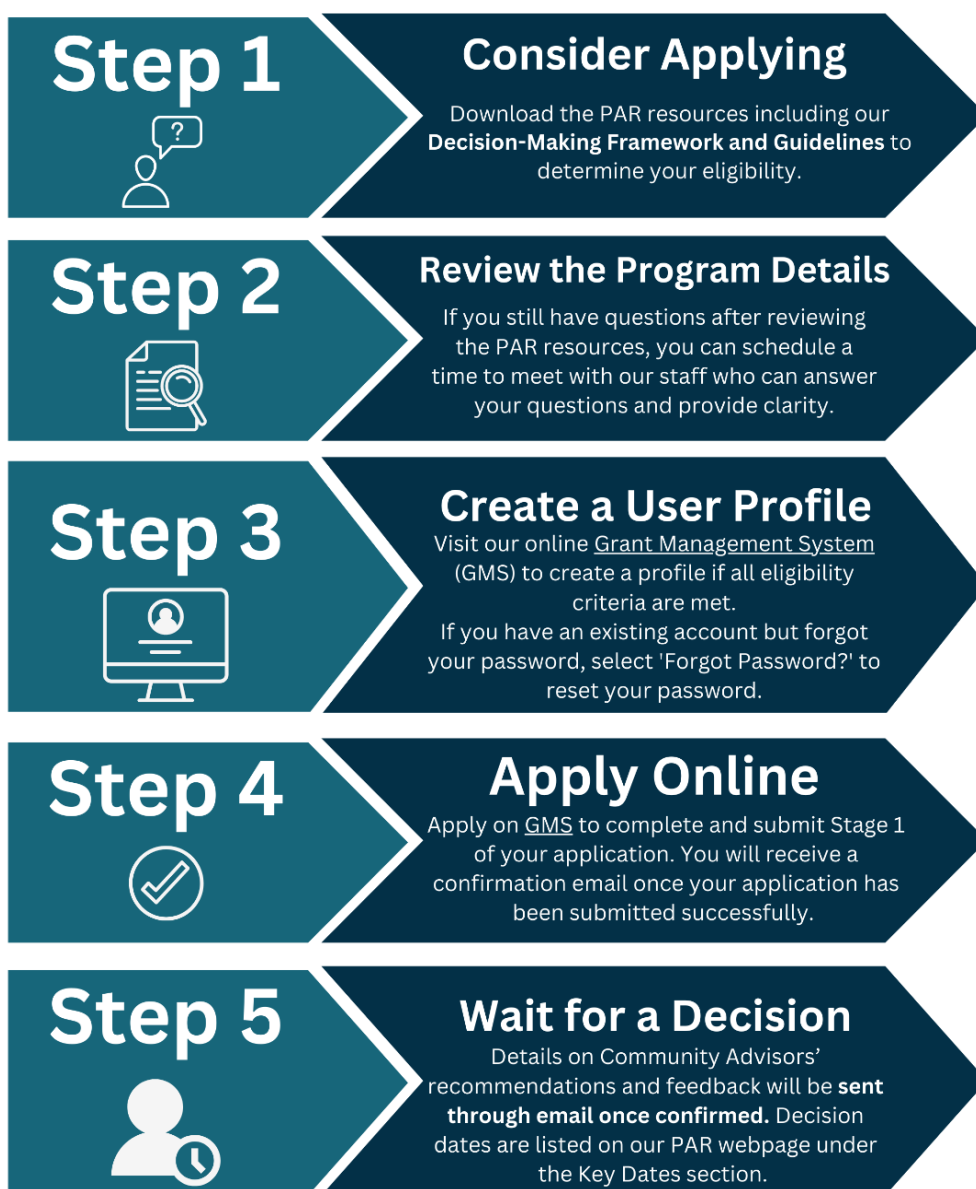 Step 1
?
Consider Applying
Download the PAR resources including our
Decision-Making Framework and Guidelines to
determine your eligibility.
Step 2
Review the Program Details
If you still have questions after reviewing
the PAR resources, you can schedule a
time to meet with our staff who can answer
your questions and provide clarity.
Step 3
Create a User Profile
Visit our online Grant Management System
(GMS) to create a profile if all eligibility
criteria are met.
If you have an existing account but forgot
your password, select 'Forgot Password?' to
reset your password.
Step 4
Apply Online
Apply on GMS to complete and submit Stage 1
of your application. You will receive a
confirmation email once your application has
been submitted successfully.
Step 5
Wait for a Decision
Details on Community Advisors’
recommendations and feedback will be sent
through email once confirmed. Decision
dates are listed on our PAR webpage under
the Key Dates section.